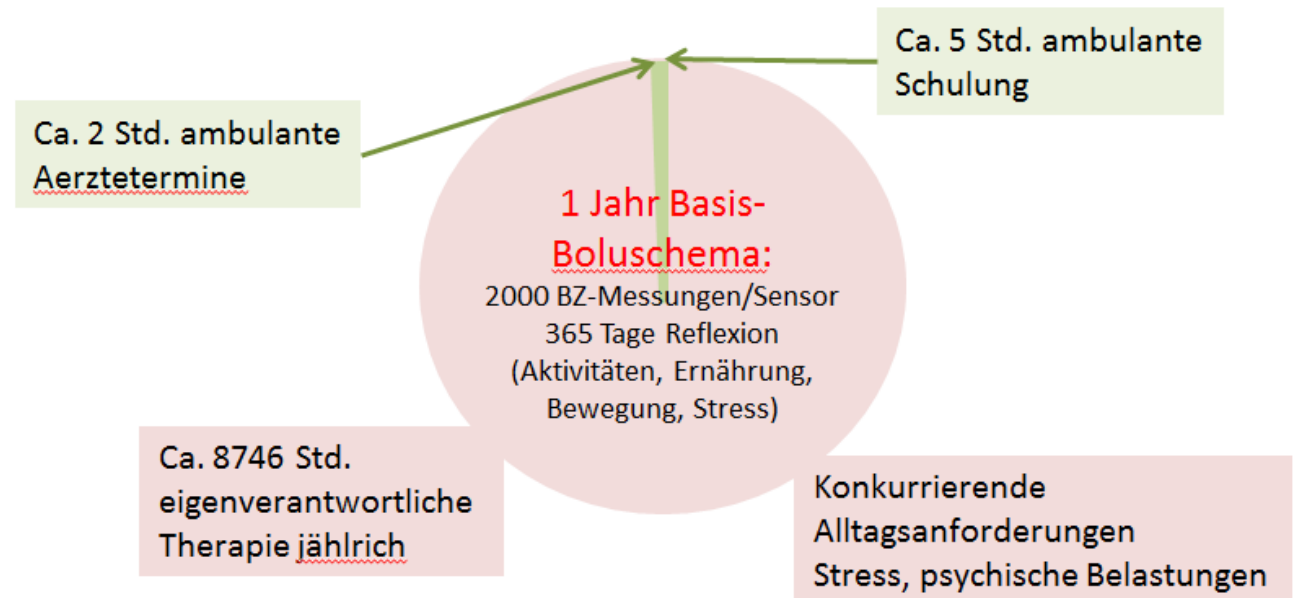 Ca. 5 Std. ambulante
Schulung
Ca. 2 Std. ambulante
Aerztetermine
1 Jahr Basis-
Boluschema:
2000 BZ-Messungen/Sensor
365 Tage Reflexion
(Aktivitäten, Ernährung,
Bewegung, Stress)
Ca. 8746 Std.
eigenverantwortliche
Therapie jählrich
Konkurrierende
Alltagsanforderungen
Stress, psychische Belastungen